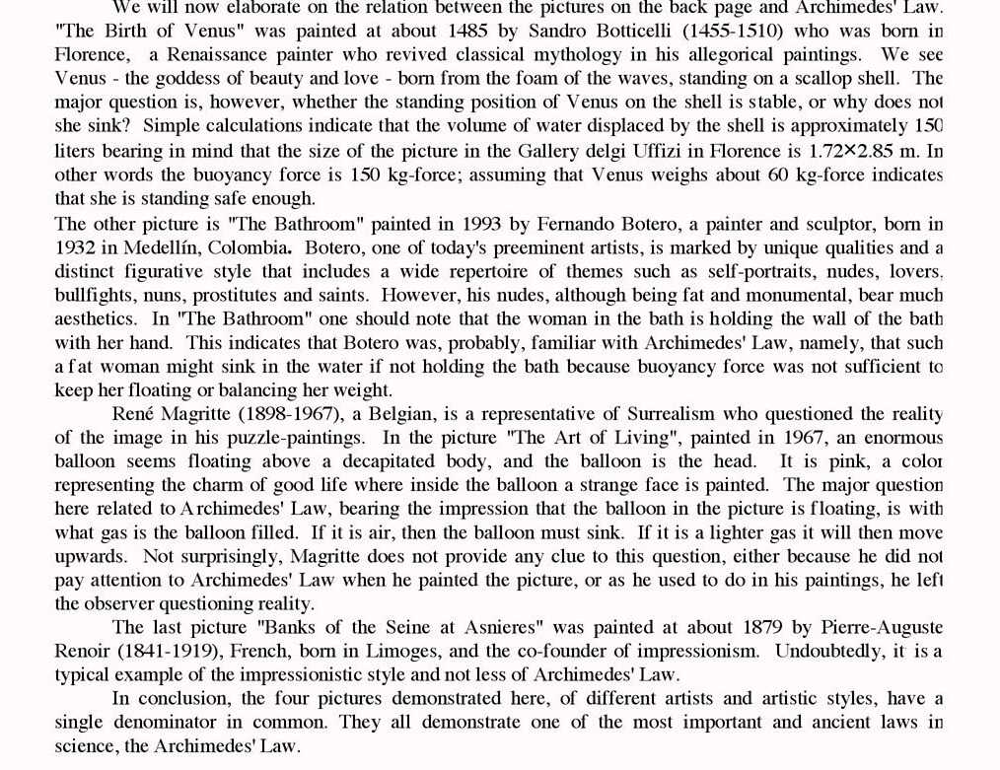 We will now elaborate on the relation between the pictures on the back page and Archimedes' Law.
"The Birth of Venus" was painted at about 1485 by Sandro Botticelli (1455-1510) who was born in
Florence, a Renaissance painter who revived classical mythology in his allegorical paintings. We see
Venus - the goddess of beauty and love - born from the foam of the waves, standing on a scallop shell. The
major question is, however, whether the standing position of Venus on the shell is stable, or why does not
she sink? Simple calculations indicate that the volume of water displaced by the shell is approximately 150
liters bearing in mind that the size of the picture in the Gallery delgi Uffizi in Florence is 1.72×2.85 m. In
other words the buoyancy force is 150 kg-force; assuming that Venus weighs about 60 kg-force indicates
that she is standing safe enough.
The other picture is "The Bathroom" painted in 1993 by Fernando Botero, a painter and sculptor, born in
1932 in Medellín, Colombia. Botero, one of today's preeminent artists, is marked by unique qualities and a
distinct figurative style that includes a wide repertoire of themes such as self-portraits, nudes, lovers,
bullfights, nuns, prostitutes and saints. However, his nudes, although being fat and monumental, bear much
aesthetics. In "The Bathroom" one should note that the woman in the bath is holding the wall of the bath
with her hand. This indicates that Botero was, probably, familiar with Archimedes' Law, namely, that such
a fat woman might sink in the water if not holding the bath because buoyancy force was not sufficient to
keep her floating or balancing her weight.
René Magritte (1898-1967), a Belgian, is a representative of Surrealism who questioned the reality
of the image in his puzzle-paintings. In the picture "The Art of Living", painted in 1967, an enormous
balloon seems floating above a decapitated body, and the balloon is the head. It is pink, a color
representing the charm of good life where inside the balloon a strange face is painted. The major question
here related to Archimedes' Law, bearing the impression that the balloon in the picture is floating, is with
what gas is the balloon filled. If it is air, then the balloon must sink. If it is a lighter gas it will then move
upwards. Not surprisingly, Magritte does not provide any clue to this question, either because he did not
pay attention to Archimedes' Law when he painted the picture, or as he used to do in his paintings, he left
the observer questioning reality.
The last picture "Banks of the Seine at Asnieres" was painted at about 1879 by Pierre-Auguste
Renoir (1841-1919), French, born in Limoges, and the co-founder of impressionism. Undoubtedly, it is a
typical example of the impressionistic style and not less of Archimedes' Law.
In conclusion, the four pictures demonstrated here, of different artists and artistic styles, have a
single denominator in common. They all demonstrate one of the most important and ancient laws in
science, the Archimedes' Law.